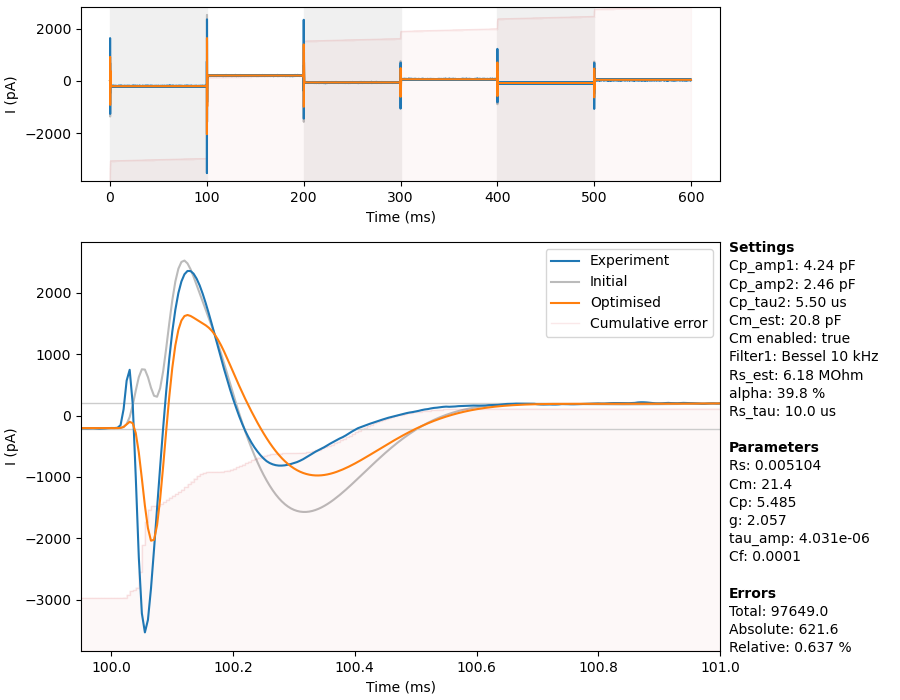 2000
0
−2000
I (pA)
0
100
200
300
400
500
600
Time (ms)
2000
1000
0
−1000
−2000
−3000
I (pA)
Experiment
Initial
Optimised
Cumulative error
100.0
100.2
100.4
100.6
100.8
101.0
Time (ms)
Settings
Cp_amp1: 4.24 pF
Cp_amp2: 2.46 pF
Cp_tau2: 5.50 us
Cm_est: 20.8 pF
Cm enabled: true
Filter1: Bessel 10 kHz
Rs_est: 6.18 MOhm
alpha: 39.8 %
Rs_tau: 10.0 us
Parameters
Rs: 0.005104
Cm: 21.4
Cp: 5.485
g: 2.057
tau_amp: 4.031e-06
Cf: 0.0001
Errors
Total: 97649.0
Absolute: 621.6
Relative: 0.637 %